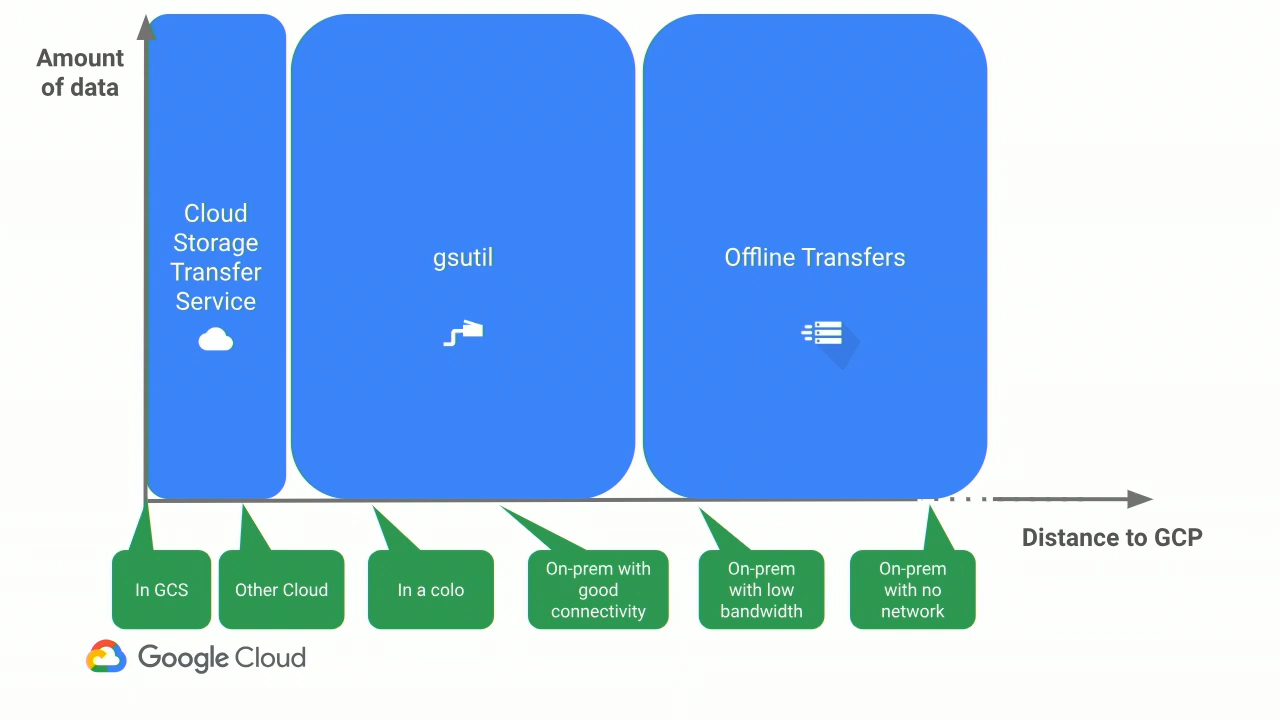 Amount
of data
Cloud
Storage
Transfer
Service
gsutil
Offline Transfers
Distance to GCP
In GCS
Other Cloud
In a colo
On-prem with
good
connectivity
On-prem
with low
bandwidth
On-prem
with no
network
Google Cloud